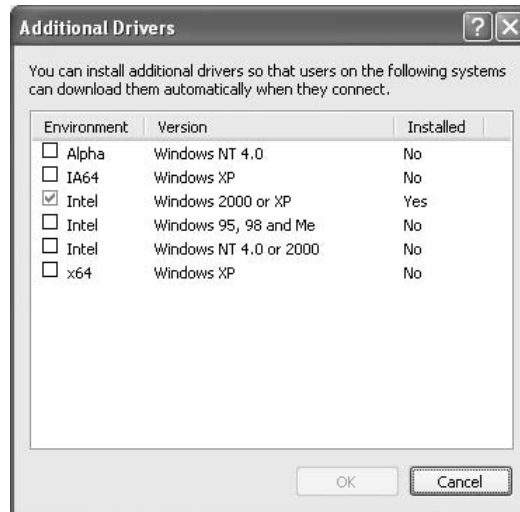 Additional Drivers
You can install additional drivers so that users on the following systems
can download them automatically when they connect.
Environment Version Installed
Alpha Windows NT 4.0 No
IA64 Windows XP No
Intel Windows 2000 or XP Yes
Intel Windows 95, 98 and Me No
Intel Windows NT 4.0 or 2000 No
x64 Windows XP No
OK Cancel